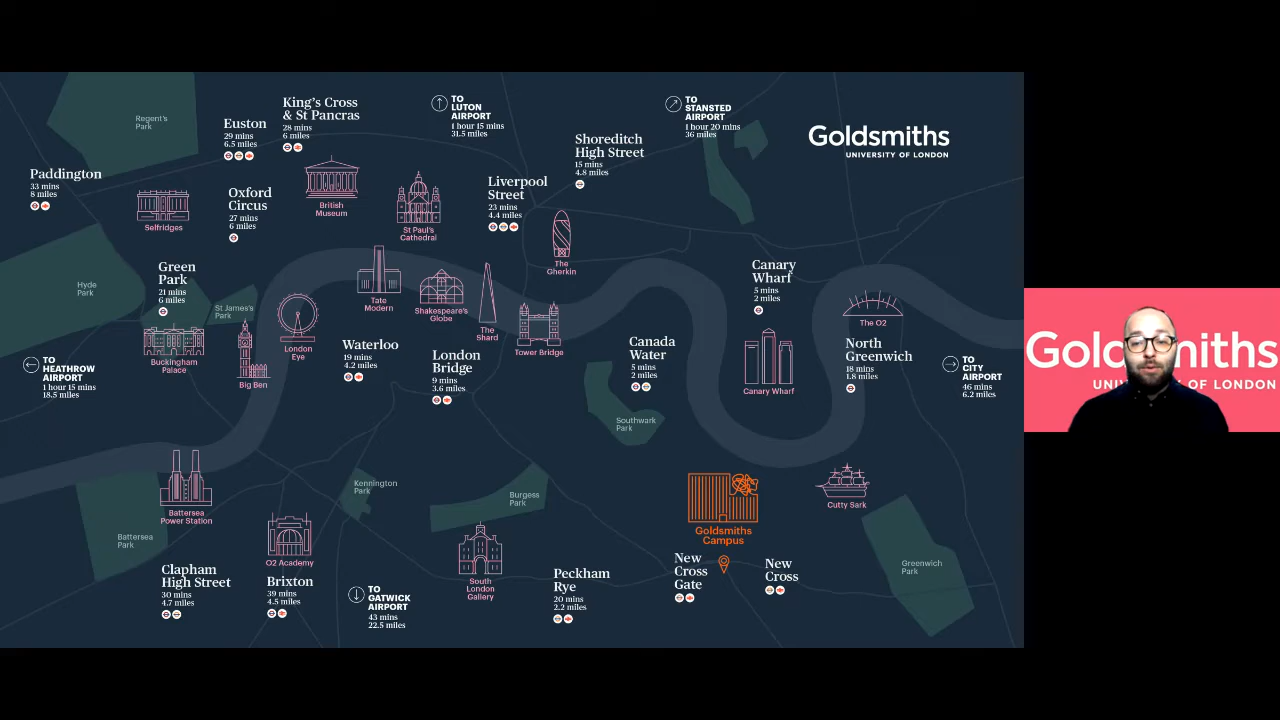 Regent's
Park
Euston
29 mins
6.5 miles
King's Cross
& St Pancras
28 mins
6 miles
TO
LUTON
AIRPORT
1 hour 15 mins
31.5 miles
TO
STANSTED
AIRPORT
1 hour 20 mins
36 miles
Goldsmiths
UNIVERSITY OF LONDON
Shoreditch
High Street
15 mins
4.8 miles
Paddington
33 mins
8 miles
Selfridges
Oxford
Circus
27 mins
6 miles
British
Museum
St Paul's
Cathedral
Liverpool
Street
23 mins
4.4 miles
The
Gherkin
Green
Park
21 mins
6 miles
Hyde
Park
St James's
Park
Tate
Modern
Shakespeare's
Globe
The
Shard
Tower Bridge
Canary
Wharf
5 mins
2 miles
The O2
TO
HEATHROW
AIRPORT
1 hour 15 mins
18.5 miles
Buckingham
Palace
Big Ben
London
Eye
Waterloo
19 mins
4.2 miles
London
Bridge
9 mins
3.6 miles
Canada
Water
5 mins
2 miles
Canary Wharf
North
Greenwich
18 mins
1.8 miles
TO
CITY
AIRPORT
46 mins
6.2 miles
Southwark
Park
Goldsmiths
UNIVERSITY OF LONDON
Battersea
Power Station
Battersea
Park
Kennington
Park
Burgess
Park
Goldsmiths
Campus
Cutty Sark
Greenwich
Park
O2 Academy
Clapham
High Street
30 mins
4.7 miles
Brixton
39 mins
4.5 miles
TO
GATWICK
AIRPORT
43 mins
22.5 miles
South
London
Gallery
Peckham
Rye
20 mins
2.2 miles
New
Cross
Gate
New
Cross